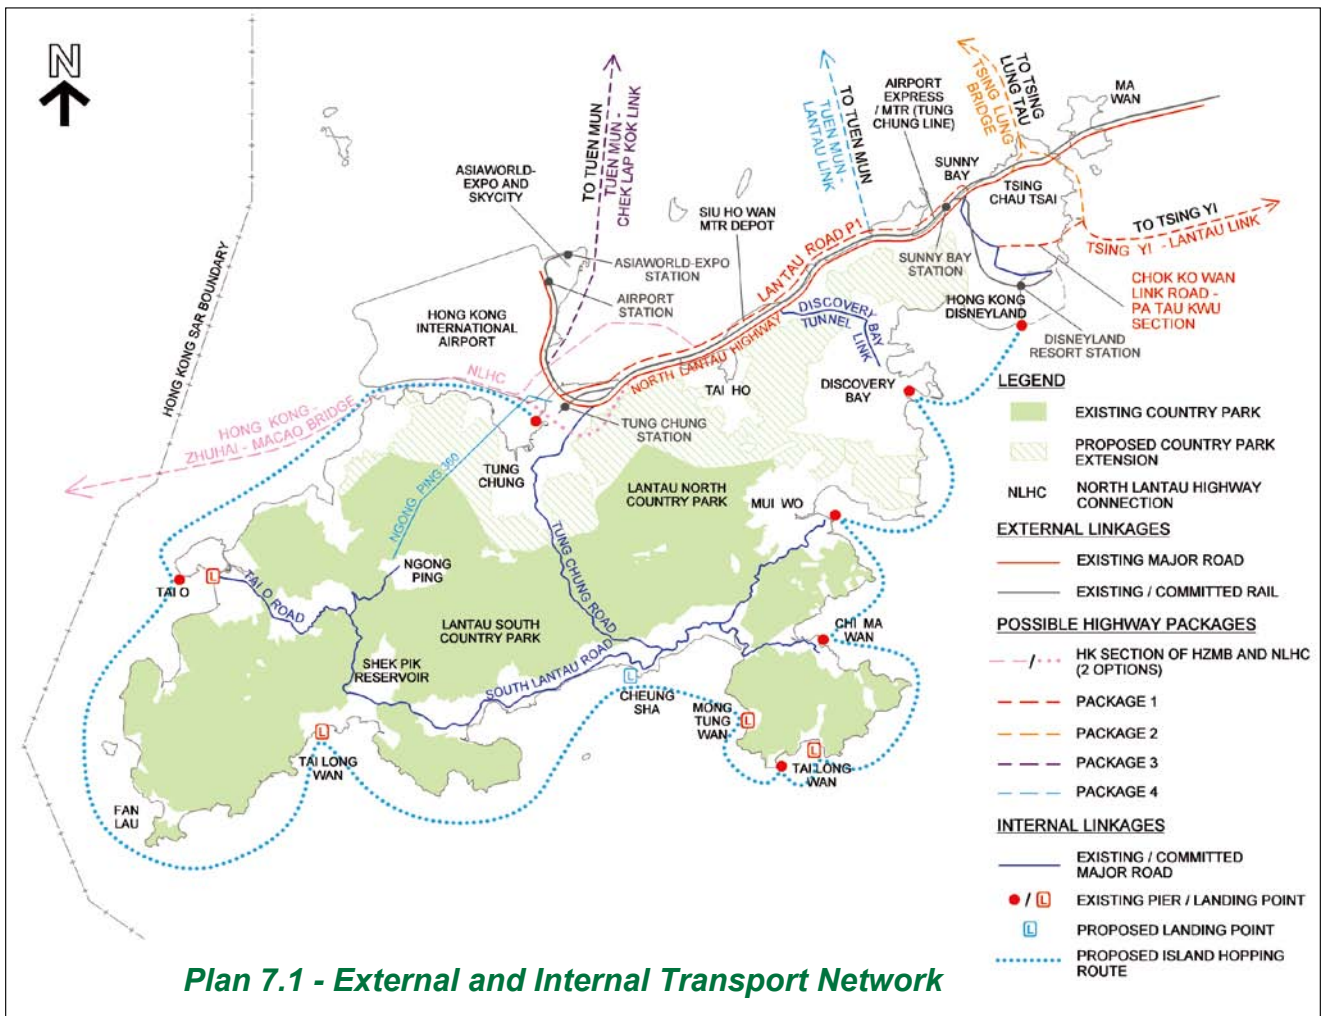 N
HONG KONG SAR BOUNDARY
TO TUEN MUN
TUEN MUN -
CHEK LAP KOK LINK
TO TUEN MUN
TUEN MUN -
LANTAU LINK
AIRPORT
EXPRESS
/ MTR (TUNG
CHUNG LINE)
TO TSING
LUNG TAU
TSING LUNG
BRIDGE
MA
WAN
SUNNY
BAY
TSING
CHAU TSAI
TO TSING YI
TSING YI - LANTAU LINK
CHOK KO WAN
LINK ROAD -
PA TAU KWU
SECTION
ASIAWORLD-
EXPO AND
SKYCITY
ASIAWORLD-EXPO
STATION
AIRPORT
STATION
HONG KONG
INTERNATIONAL
AIRPORT
SIU HO WAN
MTR DEPOT
LANTAU ROAD P1
NORTH LANTAU HIGHWAY
SUNNY BAY
STATION
HONG KONG
DISNEYLAND
DISNEYLAND
RESORT STATION
DISCOVERY BAY
TUNNEL LINK
DISCOVERY
BAY
TAI HO
NLHC
HONG KONG -
ZHUHAI - MACAO BRIDGE
TUNG CHUNG
STATION
TUNG
CHUNG
NGONG PING 360
LANTAU NORTH
COUNTRY PARK
MUI WO
TUNG CHUNG ROAD
NGONG
PING
TAI O
L
TAI O ROAD
LANTAU SOUTH
COUNTRY PARK
SHEK PIK
RESERVOIR
SOUTH LANTAU ROAD
CHI MA
WAN
L
CHEUNG
SHA
MONG
TUNG
WAN
L
L
TAI LONG
WAN
L
TAI LONG
WAN
FAN
LAU
LEGEND
EXISTING COUNTRY PARK
PROPOSED COUNTRY PARK
EXTENSION
NLHC NORTH LANTAU HIGHWAY
CONNECTION
EXTERNAL LINKAGES
EXISTING MAJOR ROAD
EXISTING / COMMITTED RAIL
POSSIBLE HIGHWAY PACKAGES
/ HK SECTION OF HZMB AND NLHC
(2 OPTIONS)
PACKAGE 1
PACKAGE 2
PACKAGE 3
PACKAGE 4
INTERNAL LINKAGES
EXISTING / COMMITTED
MAJOR ROAD
/ L EXISTING PIER / LANDING POINT
L PROPOSED LANDING POINT
PROPOSED ISLAND HOPPING
ROUTE
Plan 7.1 - External and Internal Transport Network